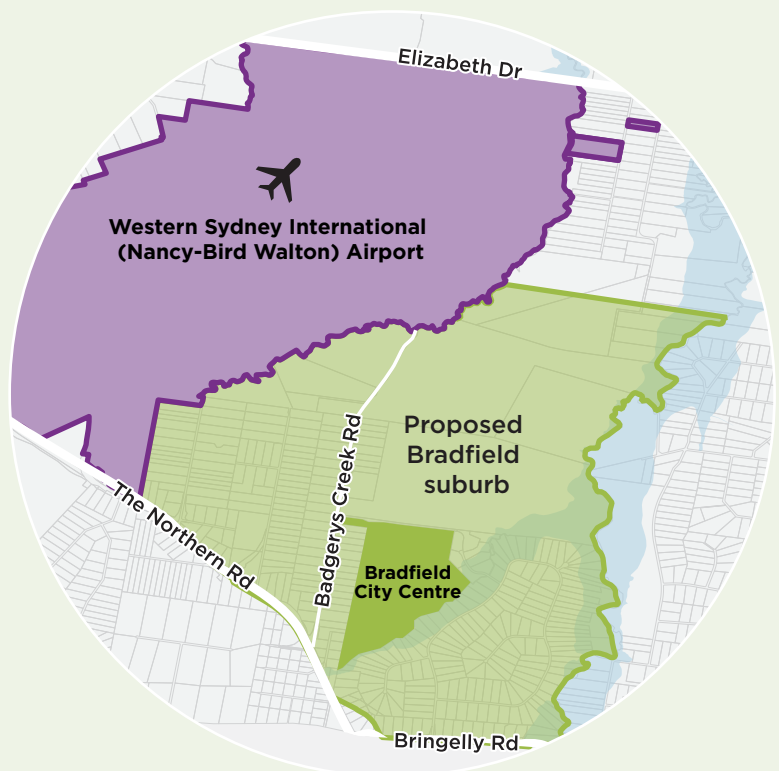 Elizabeth Dr
Western Sydney International
(Nancy-Bird Walton) Airport
Proposed
Bradfield
suburb
Badgerys Creek Rd
The Northern Rd
Bradfield
City Centre
Bringelly Rd